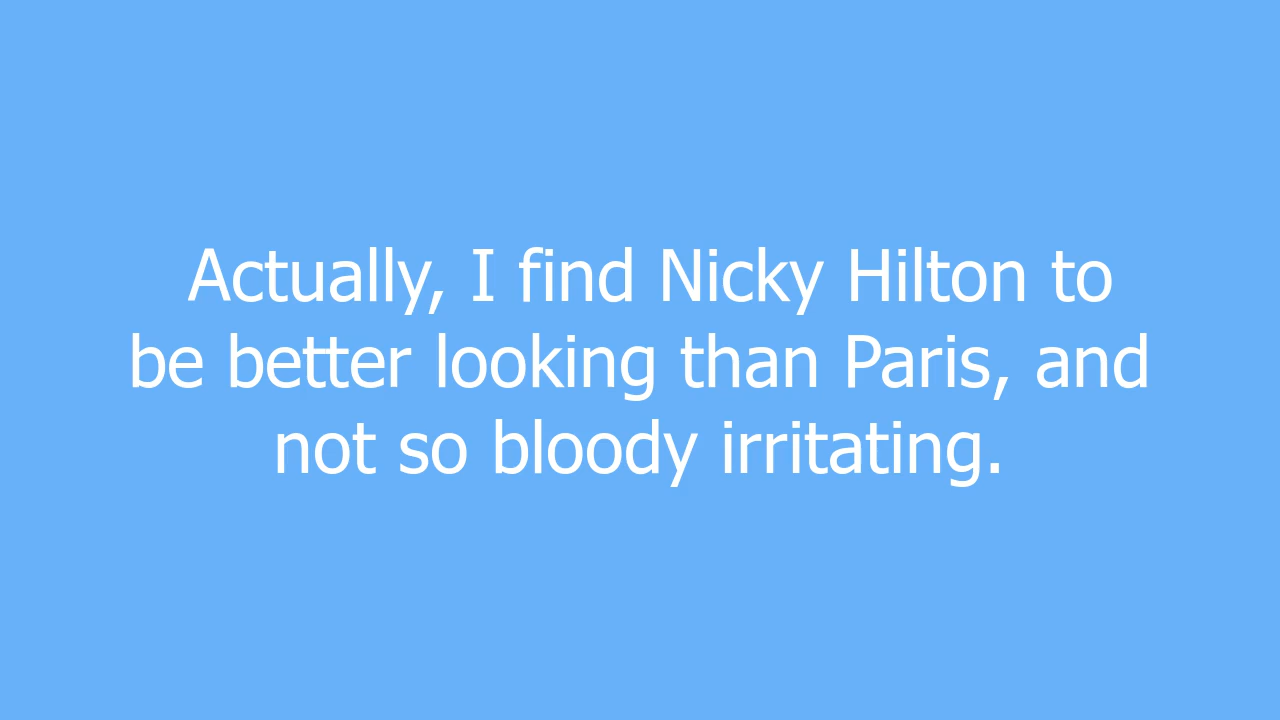 Actually, I find Nicky Hilton to
be better looking than Paris, and
not so bloody irritating.